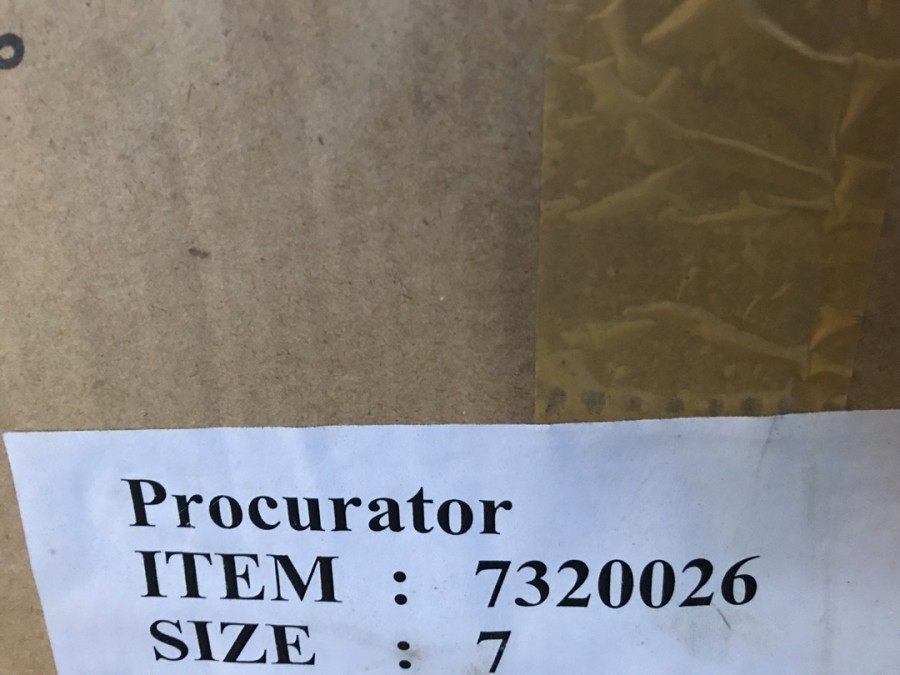 Procurator
ITEM : 7320026
SIZE : 7